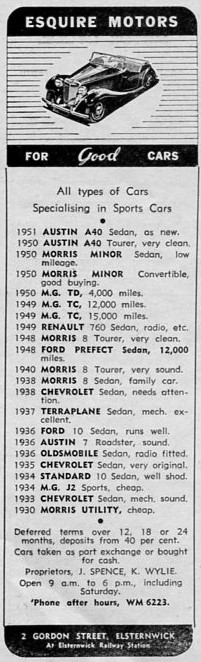 ESQUIRE MOTORS
FOR Good CARS
All types of Cars
Specialising in Sports Cars
1951 AUSTIN A40 Sedan, as new.
1950 AUSTIN A40 Tourer, very clean.
1950 MORRIS MINOR Sedan, low
mileage.
1950 MORRIS MINOR Convertible,
good buying.
1950 M.G. TD, 4,000 miles.
1949 M.G. TC, 12,000 miles.
1949 M.G. TC, 15,000 miles.
1949 RENAULT 760 Sedan, radio, etc.
1948 MORRIS 8 Tourer, very clean.
1948 FORD PREFECT Sedan, 12,000
miles.
1940 MORRIS 8 Tourer, very sound.
1938 MORRIS 8 Sedan, family car.
1938 CHEVROLET Sedan, needs atten-
tion.
1937 TERRAPLANE Sedan, mech. ex-
cellent.
1936 FORD 10 Sedan, runs well.
1936 AUSTIN 7 Roadster, sound.
1936 OLDSMOBILE Sedan, radio fitted.
1935 CHEVROLET Sedan, very original.
1934 STANDARD 10 Sedan, well shod.
1934 M.G. J2 Sports, cheap.
1933 CHEVROLET Sedan, mech. sound.
1930 MORRIS UTILITY, cheap.
Deferred terms over 12, 18 or 24
months, deposits from 40 per cent.
Cars taken as part exchange or bought
for cash.
Proprietors, J. SPENCE, K. WYLIE.
Open 9 a.m. to 6 p.m., including
Saturday.
'Phone after hours, WM 6223.
2 GORDON STREET, ELSTERNWICK
At Elsternwick Railway Station